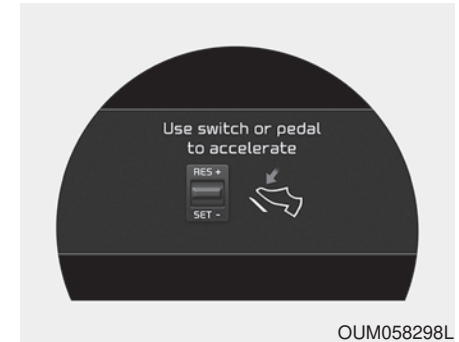 Use switch or pedal
to accelerate
RES +
SET -
OUM058298L